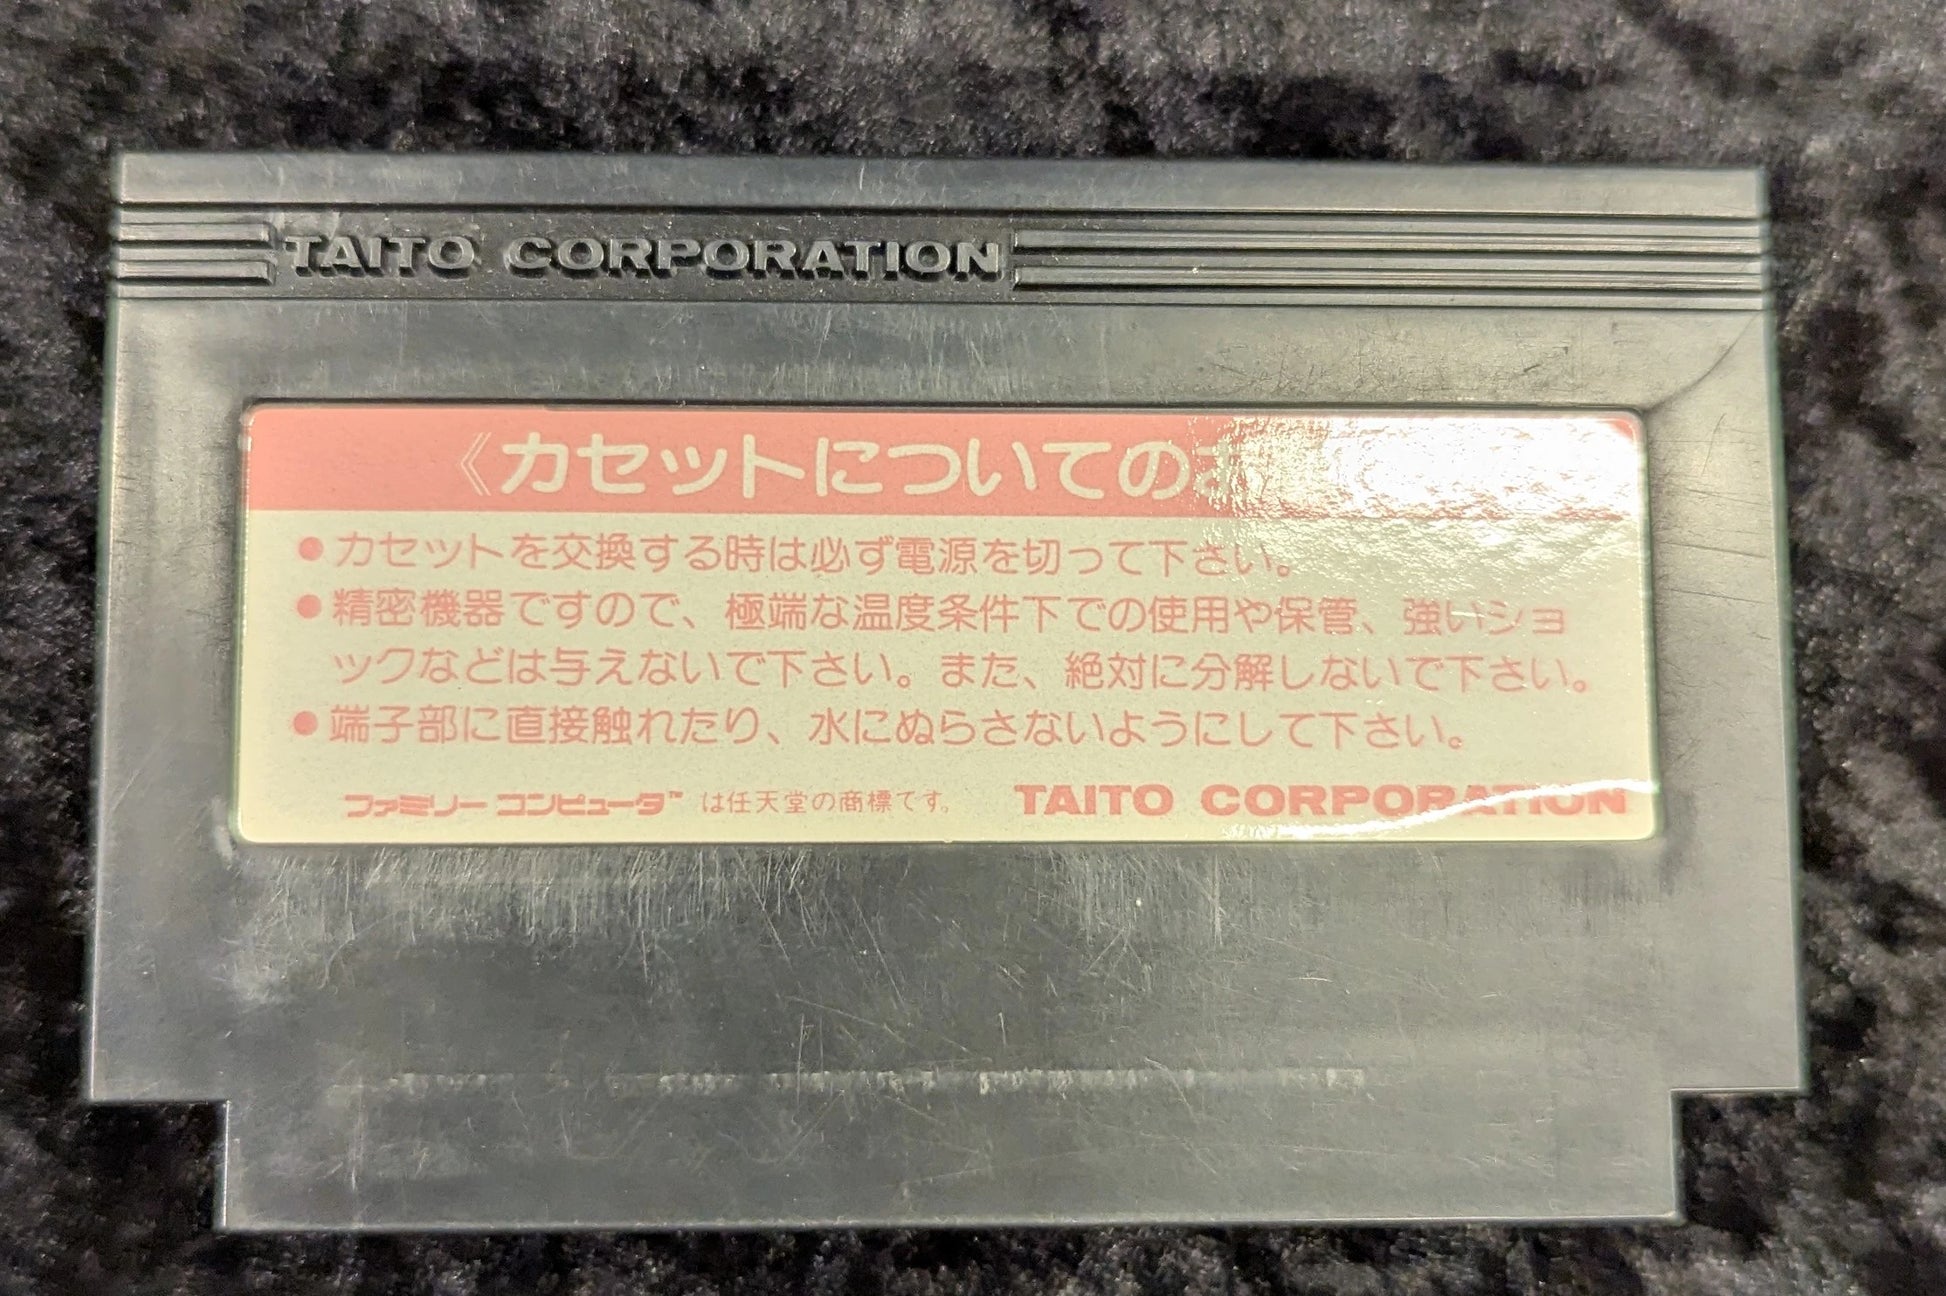 TAITO CORPORATION
《カセットについてのお
●カセットを交換する時は必ず電源を切って下さい。
●精密機器ですので、極端な温度条件下での使用や保管、強いショ
ックなどは与えないで下さい。また、絶対に分解しないで下さい。
●端子部に直接触れたり、水にぬらさないようにして下さい。
ファミリーコンピュータ™ は任天堂の商標です。 TAITO CORPORATION